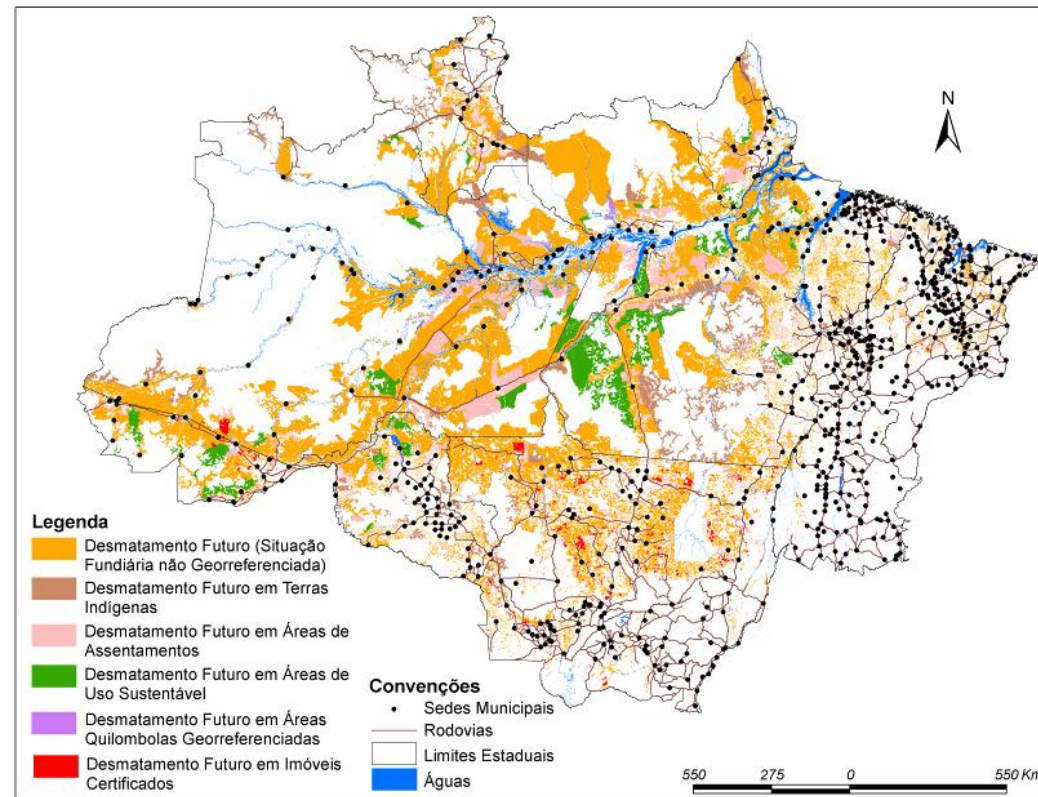 N
Legenda
Desmatamento Futuro (Situação
Fundiária não Georreferenciada)
Desmatamento Futuro em Terras
Indígenas
Desmatamento Futuro em Áreas de
Assentamentos
Desmatamento Futuro em Áreas de
Uso Sustentável
Desmatamento Futuro em Áreas
Quilombolas Georreferenciadas
Desmatamento Futuro em Imóveis
Certificados
Convenções
Sedes Municipais
Rodovias
Limites Estaduais
Águas
550 275 0 550 Km